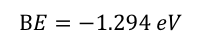 BE = −1.294 eV